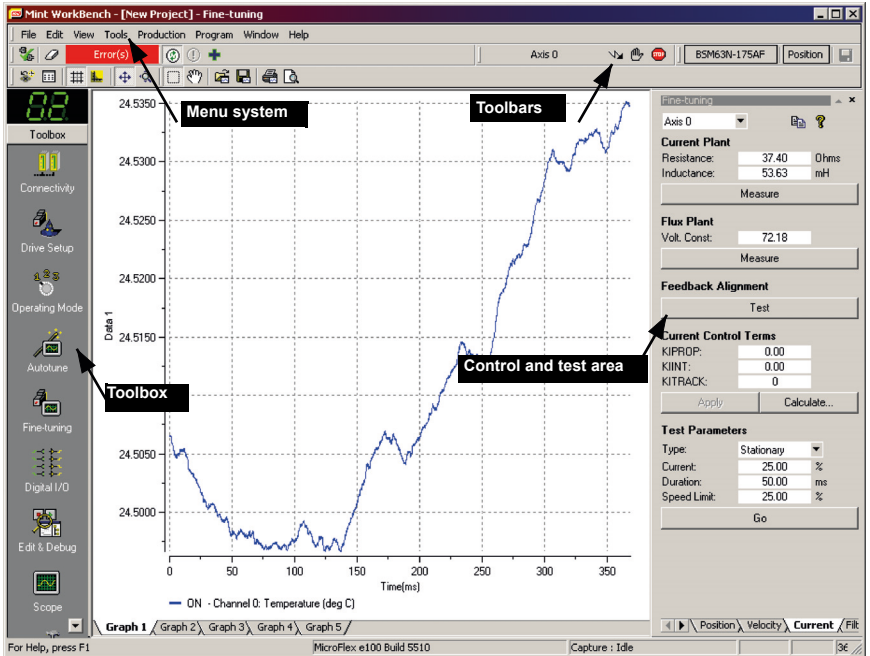 Mint WorkBench - [New Project] - Fine-tuning
File Edit View Tools Production Program Window Help
Error(s)
Axis 0
STOP
BSM63N-175AF
Position
Menu system
Toolbars
Toolbox
Connectivity
Drive Setup
Operating Mode
Autotune
Fine-tuning
Digital I/O
Edit & Debug
Scope
Toolbox
24.5350
24.5300
24.5250
24.5200
24.5150
24.5050
24.5000
Data 1
0 50 100 150 200 250 300 350
Time(ms)
ON - Channel 0: Temperature (deg C)
Graph 1 Graph 2 Graph 3 Graph 4 Graph 5
Control and test area
Fine-tuning
Axis 0
Current Plant
Resistance: 37.40 Ohms
Inductance: 53.63 mH
Measure
Flux Plant
Volt. Const: 72.18
Measure
Feedback Alignment
Test
Current Control Terms
KIPROP: 0.00
KIINT: 0.00
KITRACK: 0
Apply Calculate...
Test Parameters
Type: Stationary
Current: 25.00 %
Duration: 50.00 ms
Speed Limit: 25.00 %
Go
Position Velocity Current Filt
For Help, press F1
MicroFlex e100 Build 5510
Capture : Idle